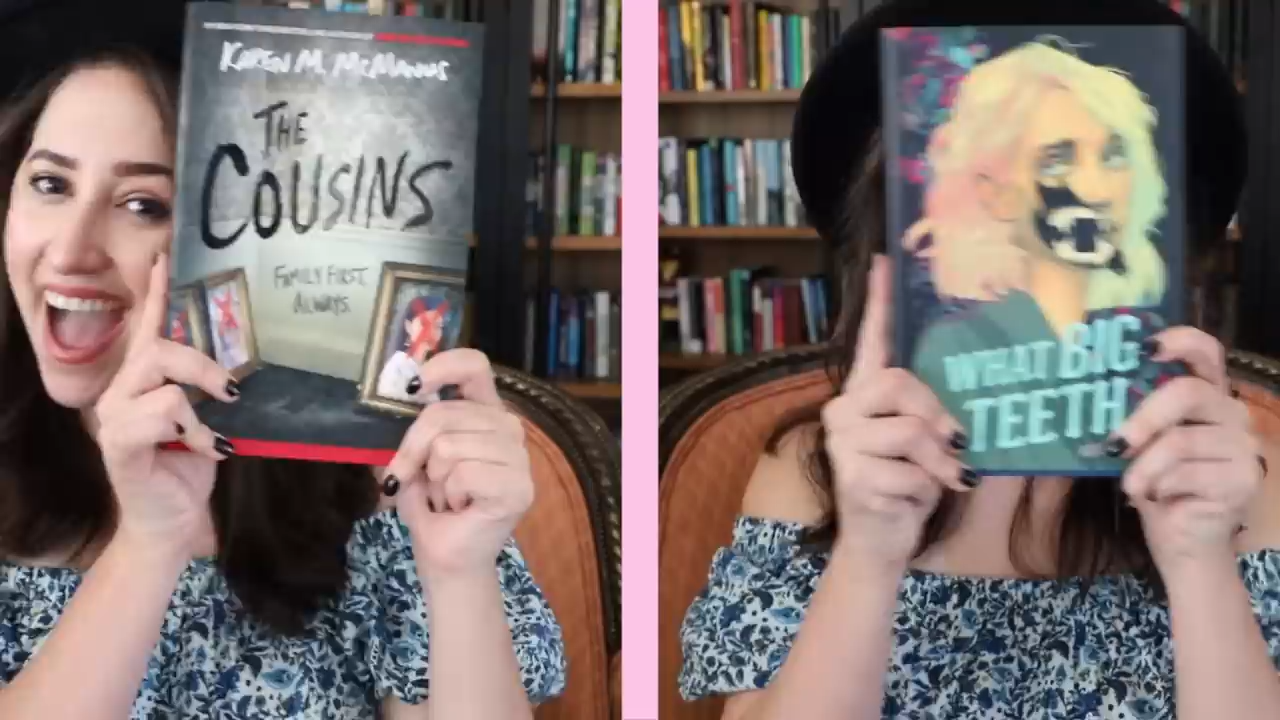 KAREN M. MCMANUS
THE
COUSINS
FAMILY FIRST.
ALWAYS.
WHAT BIG
TEETH